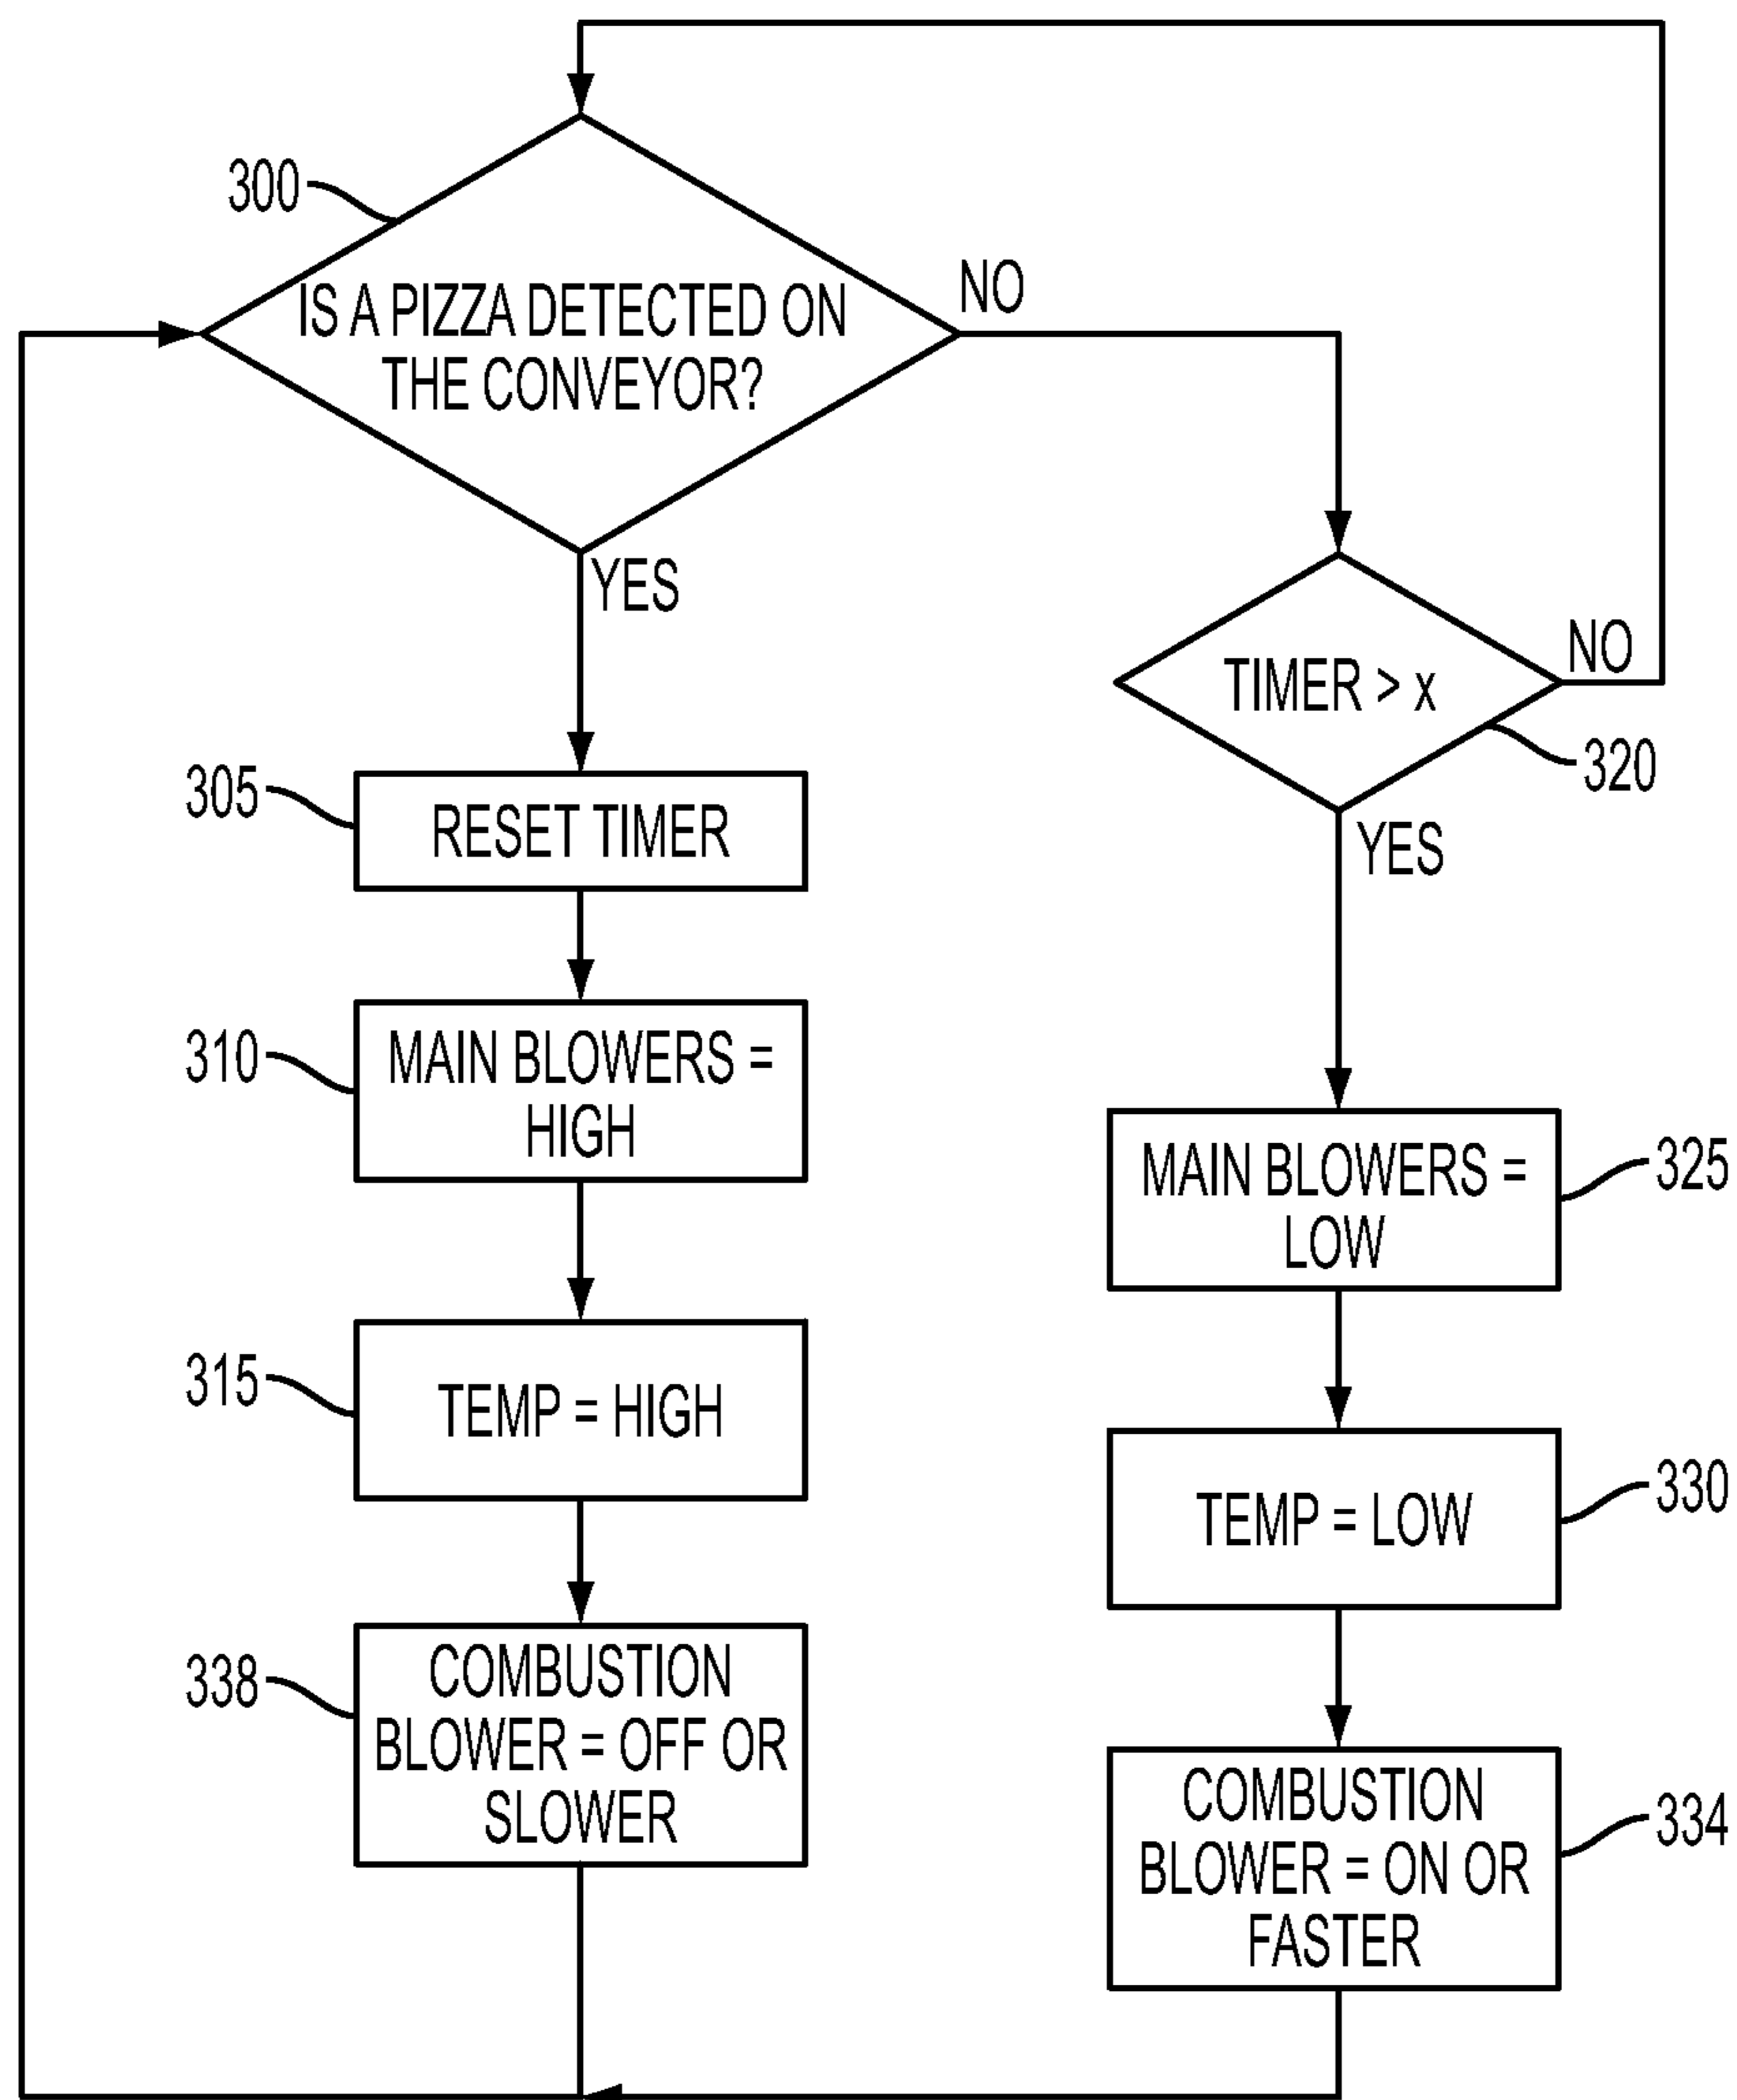 300
IS A PIZZA DETECTED ON
THE CONVEYOR?
NO
YES
TIMER > x
NO
320
YES
305
RESET TIMER
310
MAIN BLOWERS =
HIGH
315
TEMP = HIGH
338
COMBUSTION
BLOWER = OFF OR
SLOWER
MAIN BLOWERS =
LOW
325
TEMP = LOW
330
COMBUSTION
BLOWER = ON OR
FASTER
334